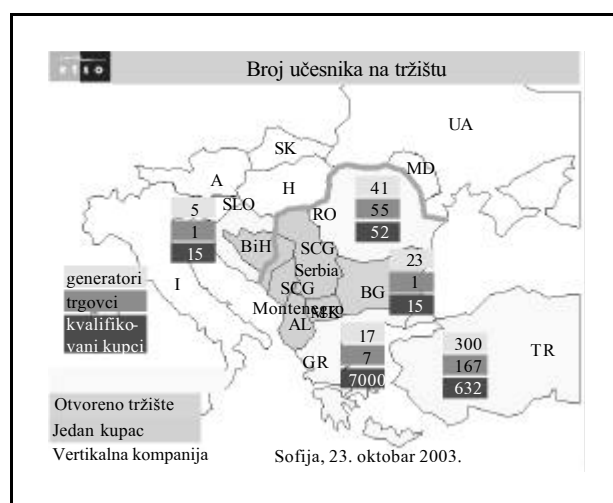 Broj učesnika na tržištu
UA
SK
MD
A
H
41
5
SLO
RO
55
1
52
15
BiH
SCG
Serbia
23
generatori
I
SCG
BG
1
trgovci
Montenegro
MK
15
kvalifiko-
vani kupci
AL
17
300
GR
7
167
TR
7000
632
Otvoreno tržište
Jedan kupac
Vertikalna kompanija
Sofija, 23. oktobar 2003.